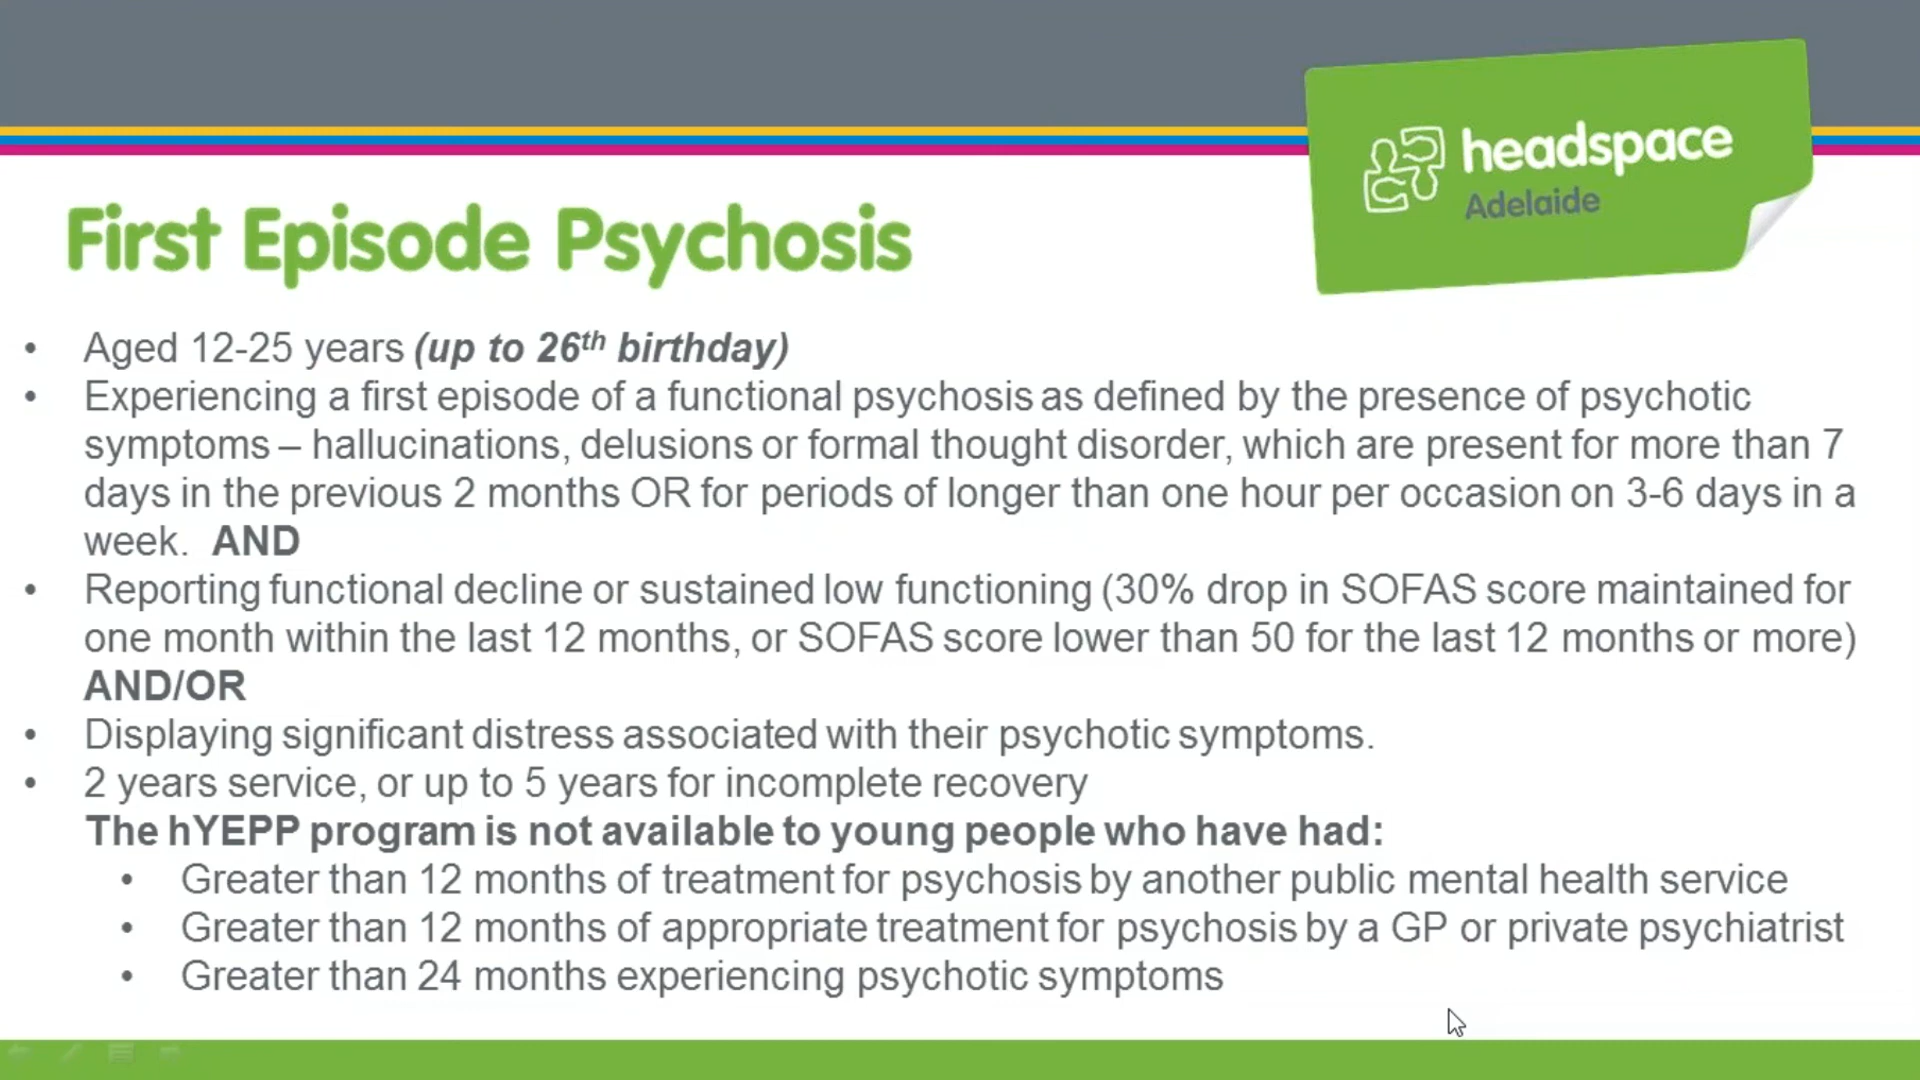 headspace
Adelaide
First Episode Psychosis
• Aged 12-25 years (up to 26th birthday)
• Experiencing a first episode of a functional psychosis as defined by the presence of psychotic
symptoms – hallucinations, delusions or formal thought disorder, which are present for more than 7
days in the previous 2 months OR for periods of longer than one hour per occasion on 3-6 days in a
week. AND
• Reporting functional decline or sustained low functioning (30% drop in SOFAS score maintained for
one month within the last 12 months, or SOFAS score lower than 50 for the last 12 months or more)
AND/OR
• Displaying significant distress associated with their psychotic symptoms.
• 2 years service, or up to 5 years for incomplete recovery
The hYEPP program is not available to young people who have had:
• Greater than 12 months of treatment for psychosis by another public mental health service
• Greater than 12 months of appropriate treatment for psychosis by a GP or private psychiatrist
• Greater than 24 months experiencing psychotic symptoms